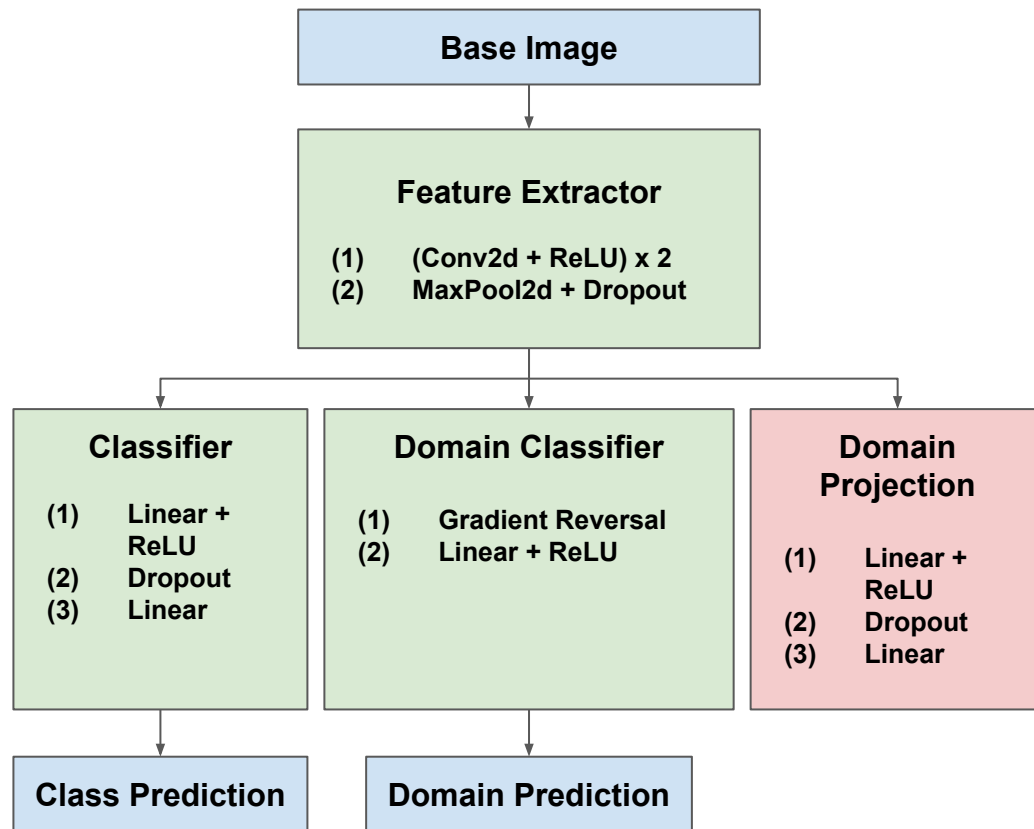 Base Image
Feature Extractor
(1) (Conv2d + ReLU) x 2
(2) MaxPool2d + Dropout
Classifier
(1) Linear +
ReLU
(2) Dropout
(3) Linear
Domain Classifier
(1) Gradient Reversal
(2) Linear + ReLU
Domain
Projection
(1) Linear +
ReLU
(2) Dropout
(3) Linear
Class Prediction
Domain Prediction